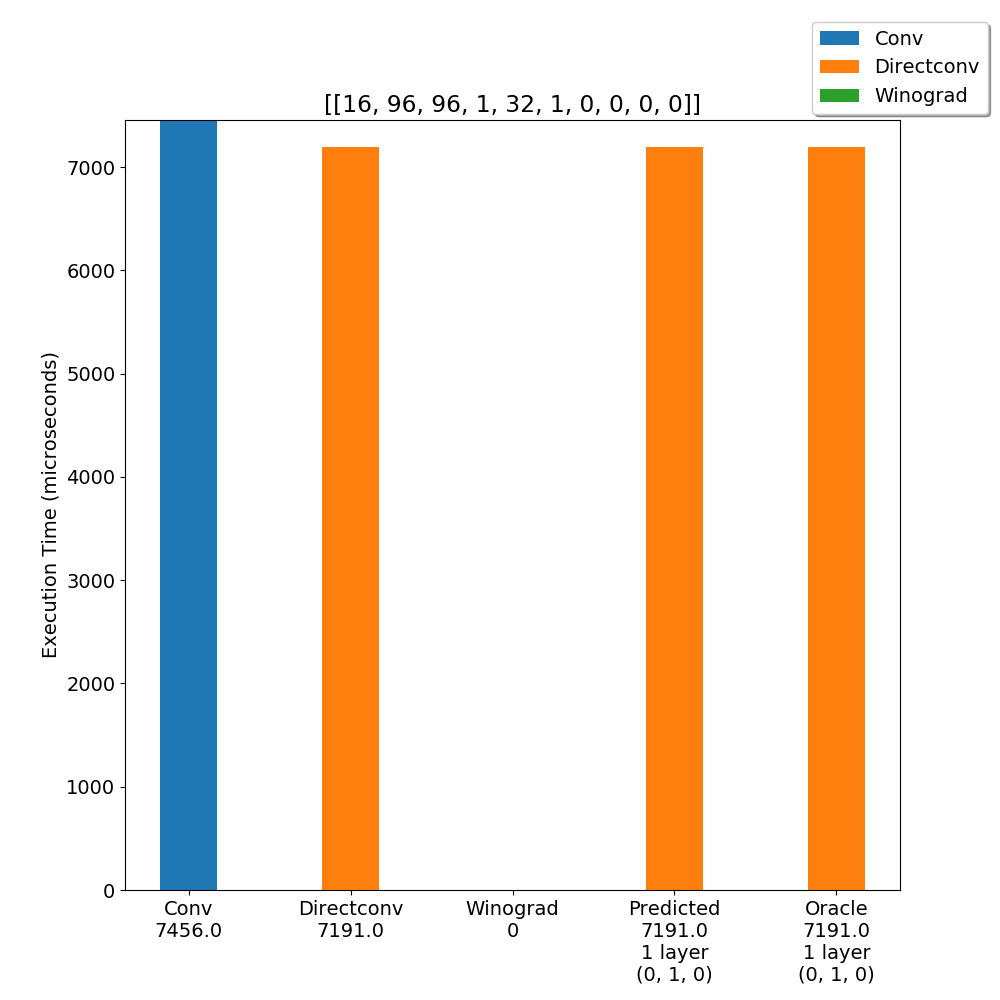 Conv
Directconv
Winograd
[[16, 96, 96, 1, 32, 1, 0, 0, 0, 0]]
Execution Time (microseconds)
7000
6000
5000
4000
3000
2000
1000
0
Conv
7456.0
Directconv
7191.0
Winograd
0
Predicted
7191.0
1 layer
(0, 1, 0)
Oracle
7191.0
1 layer
(0, 1, 0)